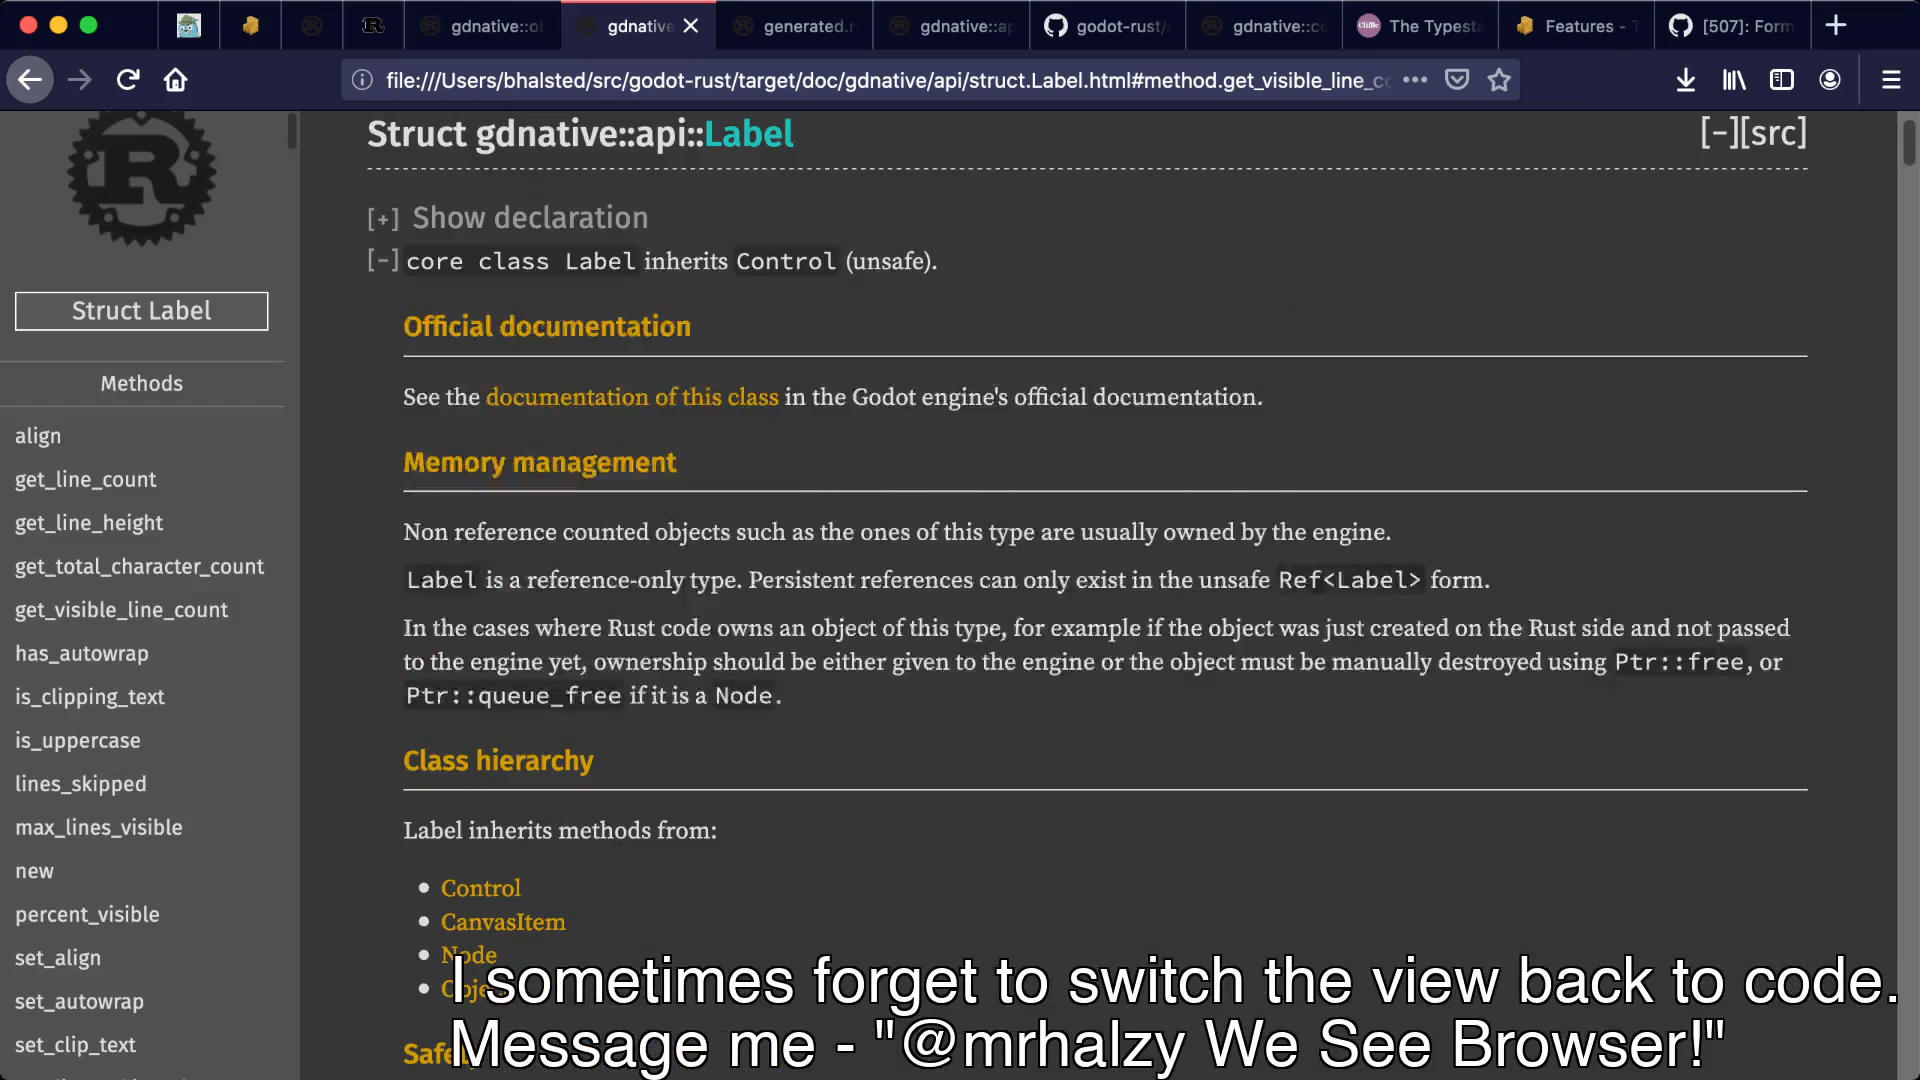 gdnative::ob
gdnative
generated.r
gdnative::ap
godot-rust/
gdnative::co
The Typesta
Features - T
[507]: Form
file:///Users/bhalsted/src/godot-rust/target/doc/gdnative/api/struct.Label.html#method.get_visible_line_co
Struct gdnative::api::Label
[−][src]
[+] Show declaration
[−] core class Label inherits Control (unsafe).
Official documentation
See the documentation of this class in the Godot engine's official documentation.
Memory management
Non reference counted objects such as the ones of this type are usually owned by the engine.
Label is a reference-only type. Persistent references can only exist in the unsafe Ref<Label> form.
In the cases where Rust code owns an object of this type, for example if the object was just created on the Rust side and not passed
to the engine yet, ownership should be either given to the engine or the object must be manually destroyed using Ptr::free, or
Ptr::queue_free if it is a Node.
Class hierarchy
Label inherits methods from:
Control
CanvasItem
Node
Obje
Safe
Struct Label
Methods
align
get_line_count
get_line_height
get_total_character_count
get_visible_line_count
has_autowrap
is_clipping_text
is_uppercase
lines_skipped
max_lines_visible
new
percent_visible
set_align
set_autowrap
set_clip_text
I sometimes forget to switch the view back to code.
Message me - "@mrhalzy We See Browser!"